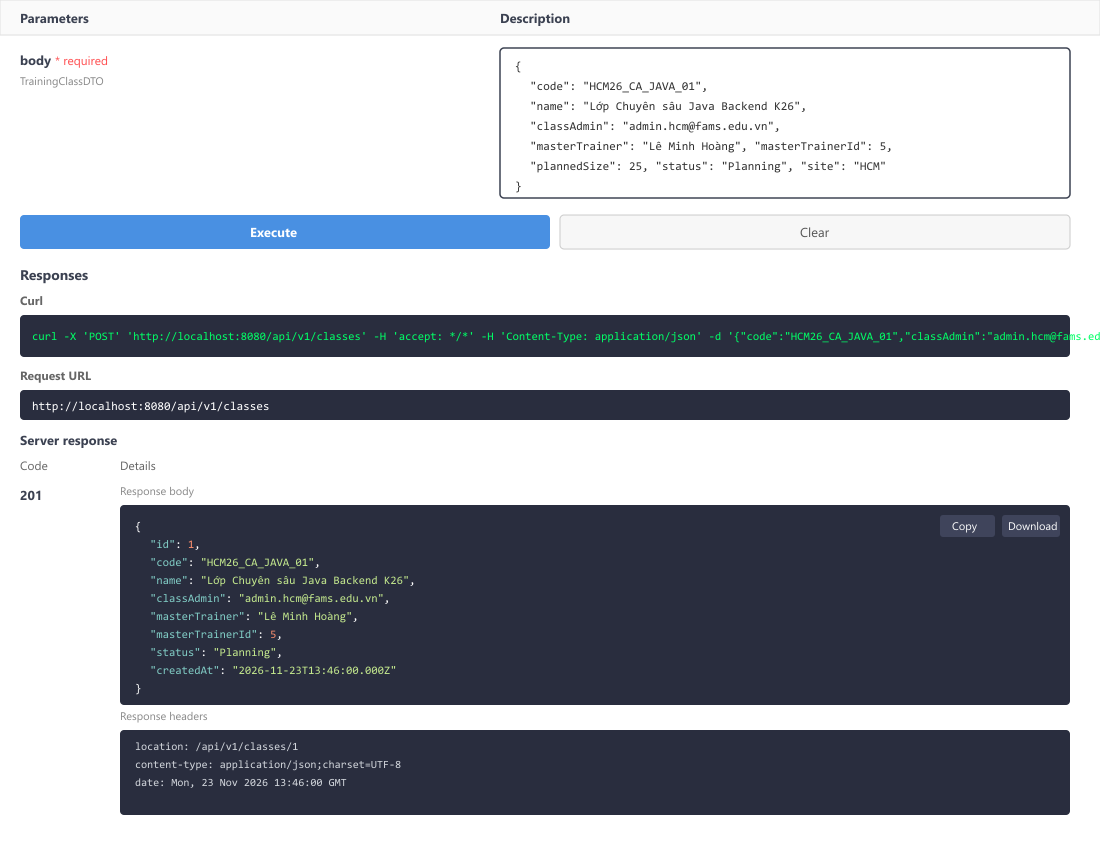 Parameters
Description
body * required
TrainingClassDTO
{
"code": "HCM26_CA_JAVA_01",
"name": "Lớp Chuyên sâu Java Backend K26",
"classAdmin": "admin.hcm@fams.edu.vn",
"masterTrainer": "Lê Minh Hoàng", "masterTrainerId": 5,
"plannedSize": 25, "status": "Planning", "site": "HCM"
}
Execute
Clear
Responses
Curl
curl -X 'POST' 'http://localhost:8080/api/v1/classes' -H 'accept: */*' -H 'Content-Type: application/json' -d '{"code":"HCM26_CA_JAVA_01","classAdmin":"admin.hcm@fams.ed
Request URL
http://localhost:8080/api/v1/classes
Server response
Code
Details
201
Response body
Copy
Download
{
"id": 1,
"code": "HCM26_CA_JAVA_01",
"name": "Lớp Chuyên sâu Java Backend K26",
"classAdmin": "admin.hcm@fams.edu.vn",
"masterTrainer": "Lê Minh Hoàng",
"masterTrainerId": 5,
"status": "Planning",
"createdAt": "2026-11-23T13:46:00.000Z"
}
Response headers
location: /api/v1/classes/1
content-type: application/json;charset=UTF-8
date: Mon, 23 Nov 2026 13:46:00 GMT